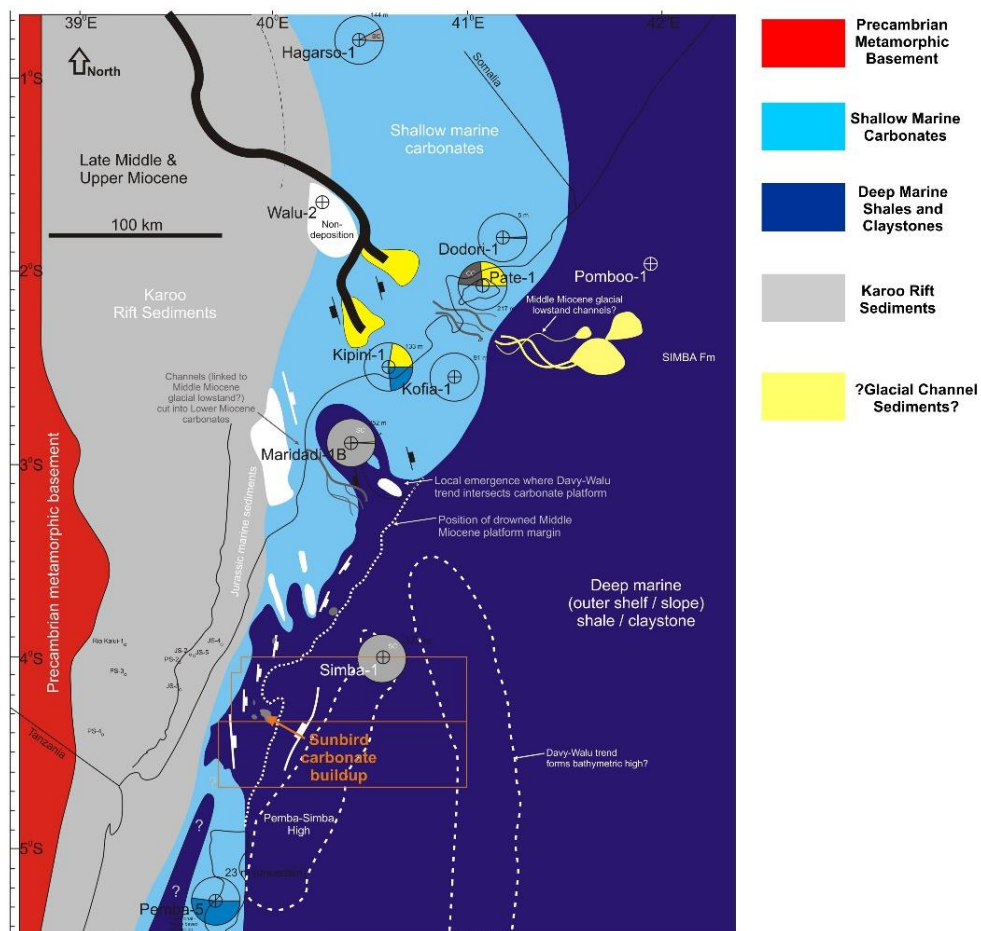 39°E
40°E
41°E
42°E
1°S
2°S
3°S
4°S
5°S
North
144 m
SC
Hagarso-1
Somalia
Shallow marine
carbonates
Late Middle &
Upper Miocene
100 km
Walu-2
Non-
deposition
5 m
Dodori-1
Pate-1
217 m
Pomboo-1
Middle Miocene glacial
lowstand channels?
Karoo
Rift Sediments
SIMBA Fm
Kipini-1
Kofia-1
Channels (linked to
Middle Miocene
glacial lowstand?)
cut into Lower Miocene
carbonates
Maridadi-1B
Local emergence where Davy-Walu
trend intersects carbonate platform
Position of drowned Middle
Miocene platform margin
Precambrian metamorphic basement
Jurassic marine sediments
Deep marine
(outer shelf / slope)
shale / claystone
Simba-1
Sunbird
carbonate
buildup
Tanzania
Davy-Walu trend
forms bathymetric high?
Pemba-Simba
High
?
?
Pemba-5
Precambrian
Metamorphic
Basement
Shallow Marine
Carbonates
Deep Marine
Shales and
Claystones
Karoo Rift
Sediments
?Glacial Channel
Sediments?